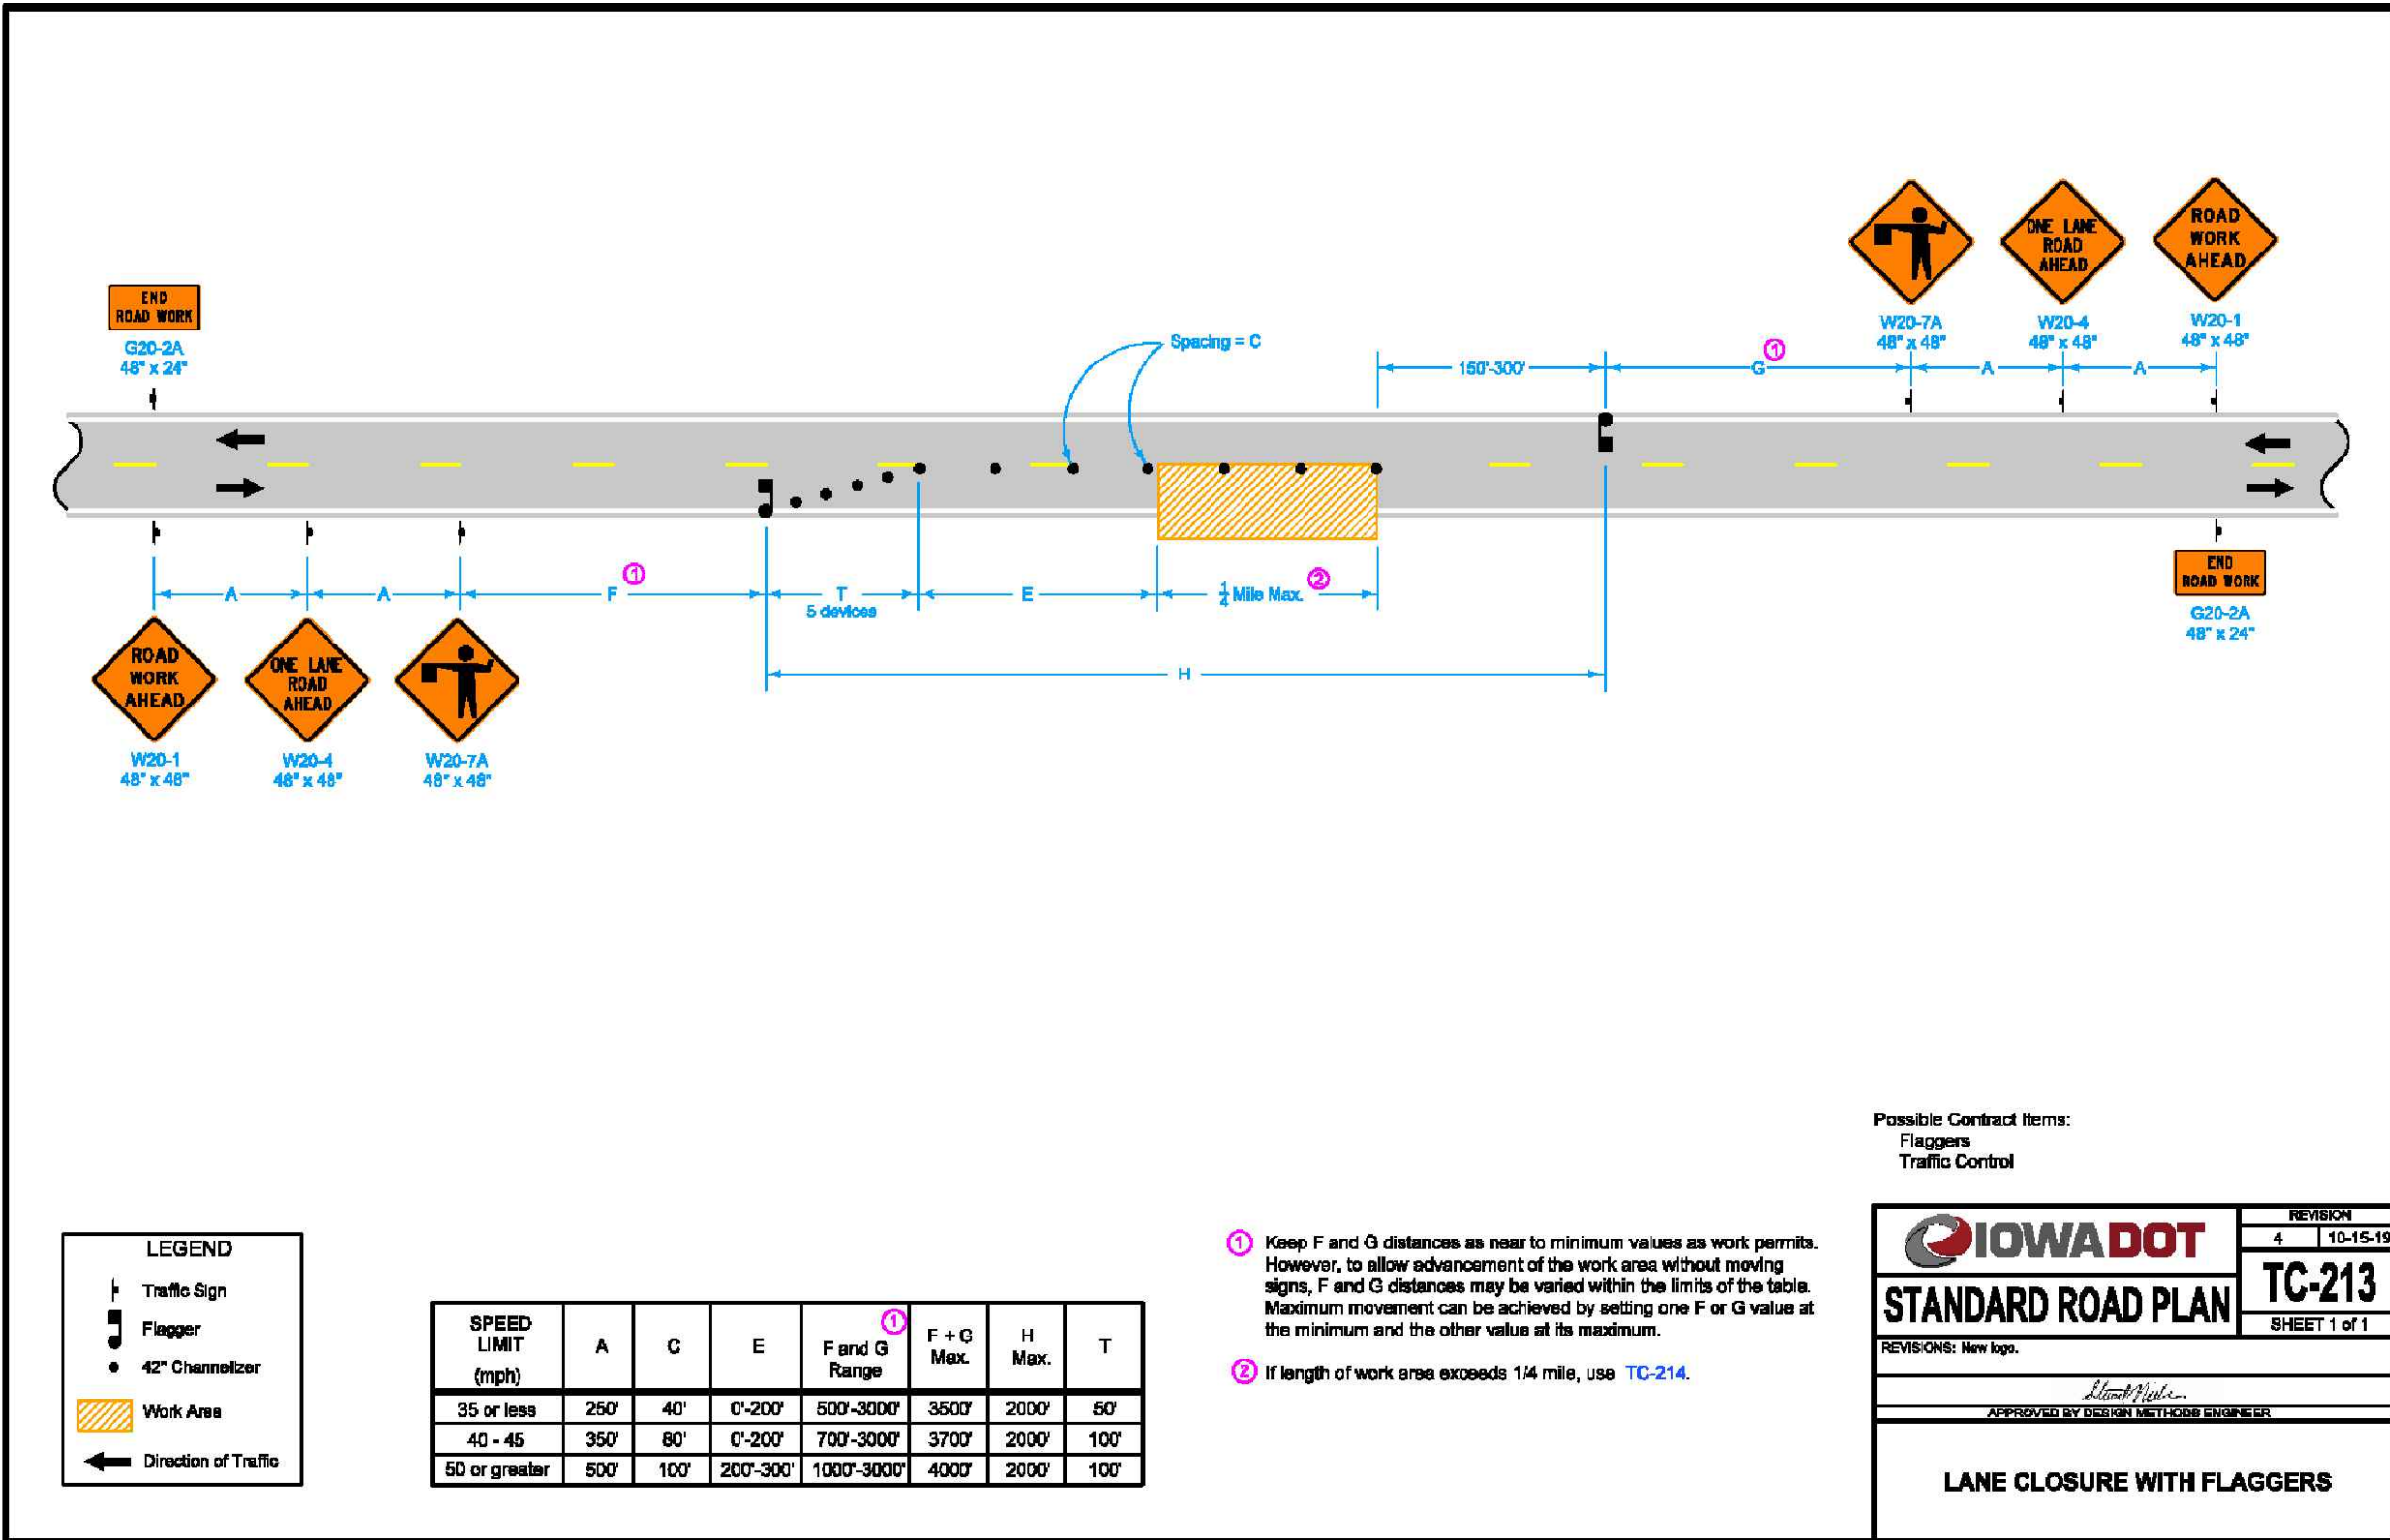 END
ROAD WORK
G20-2A
48" x 24"
Spacing = C
150'-300'
G
1
A
A
ONE LANE
ROAD
AHEAD
ROAD
WORK
AHEAD
W20-7A
48" x 48"
W20-4
48" x 48"
W20-1
48" x 48"
A
A
F
1
T
5 devices
E
1/4 Mile Max.
2
H
END
ROAD WORK
G20-2A
48" x 24"
ROAD
WORK
AHEAD
ONE LANE
ROAD
AHEAD
W20-1
48" x 48"
W20-4
48" x 48"
W20-7A
48" x 48"
Possible Contract Items:
Flaggers
Traffic Control
LEGEND
Traffic Sign
Flagger
42" Channelizer
Work Area
Direction of Traffic
SPEED LIMIT (mph) A C E F and G Range 1 F + G Max. H Max. T
35 or less 250' 40' 0'-200' 500'-3000' 3500' 2000' 50'
40 - 45 350' 80' 0'-200' 700'-3000' 3700' 2000' 100'
50 or greater 500' 100' 200'-300' 1000'-3000' 4000' 2000' 100'
1 Keep F and G distances as near to minimum values as work permits.
However, to allow advancement of the work area without moving
signs, F and G distances may be varied within the limits of the table.
Maximum movement can be achieved by setting one F or G value at
the minimum and the other value at its maximum.
2 If length of work area exceeds 1/4 mile, use TC-214.
IOWADOT
REVISION
4 10-15-19
STANDARD ROAD PLAN
TC-213
SHEET 1 of 1
REVISIONS: New logo.
APPROVED BY DESIGN METHODS ENGINEER
LANE CLOSURE WITH FLAGGERS